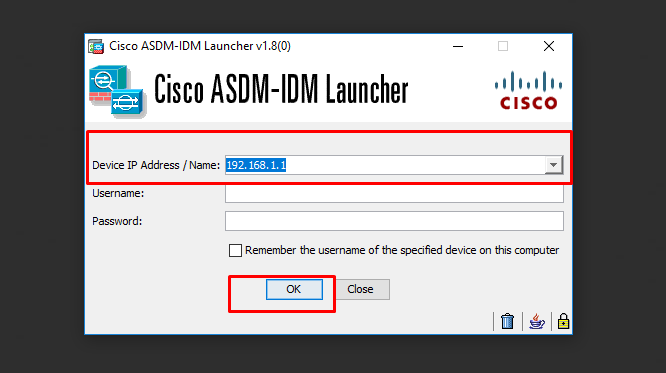 Cisco ASDM-IDM Launcher v1.8(0)
Cisco ASDM-IDM Launcher
CISCO
Device IP Address / Name: 192.168.1.1
Username:
Password:
Remember the username of the specified device on this computer
OK Close